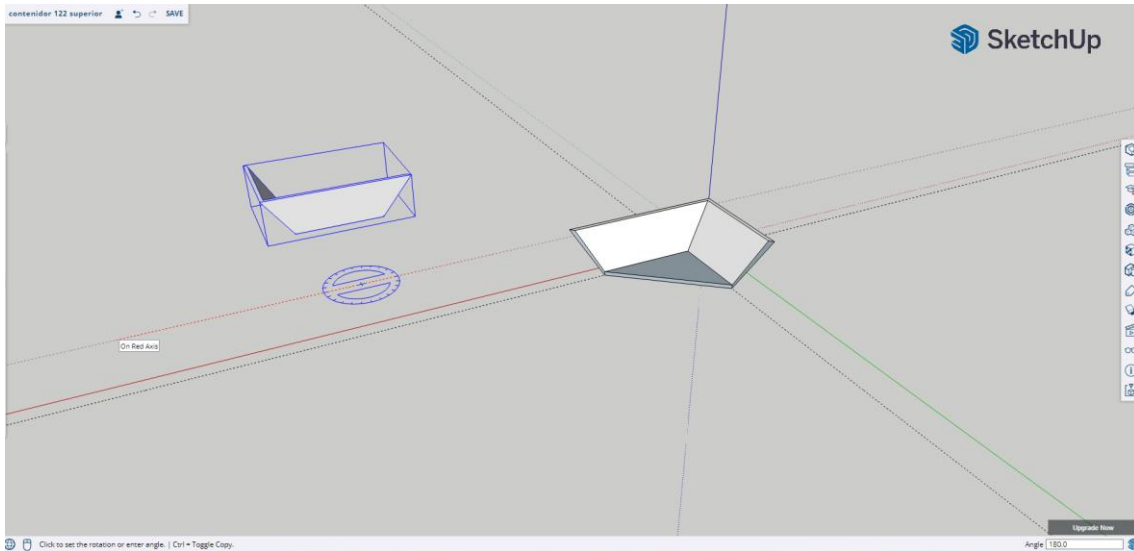 contenidor 122 superior SAVE
SketchUp
On Red Axis
Upgrade Now
Click to set the rotation or enter angle. | Ctrl = Toggle Copy.
Angle 180.0